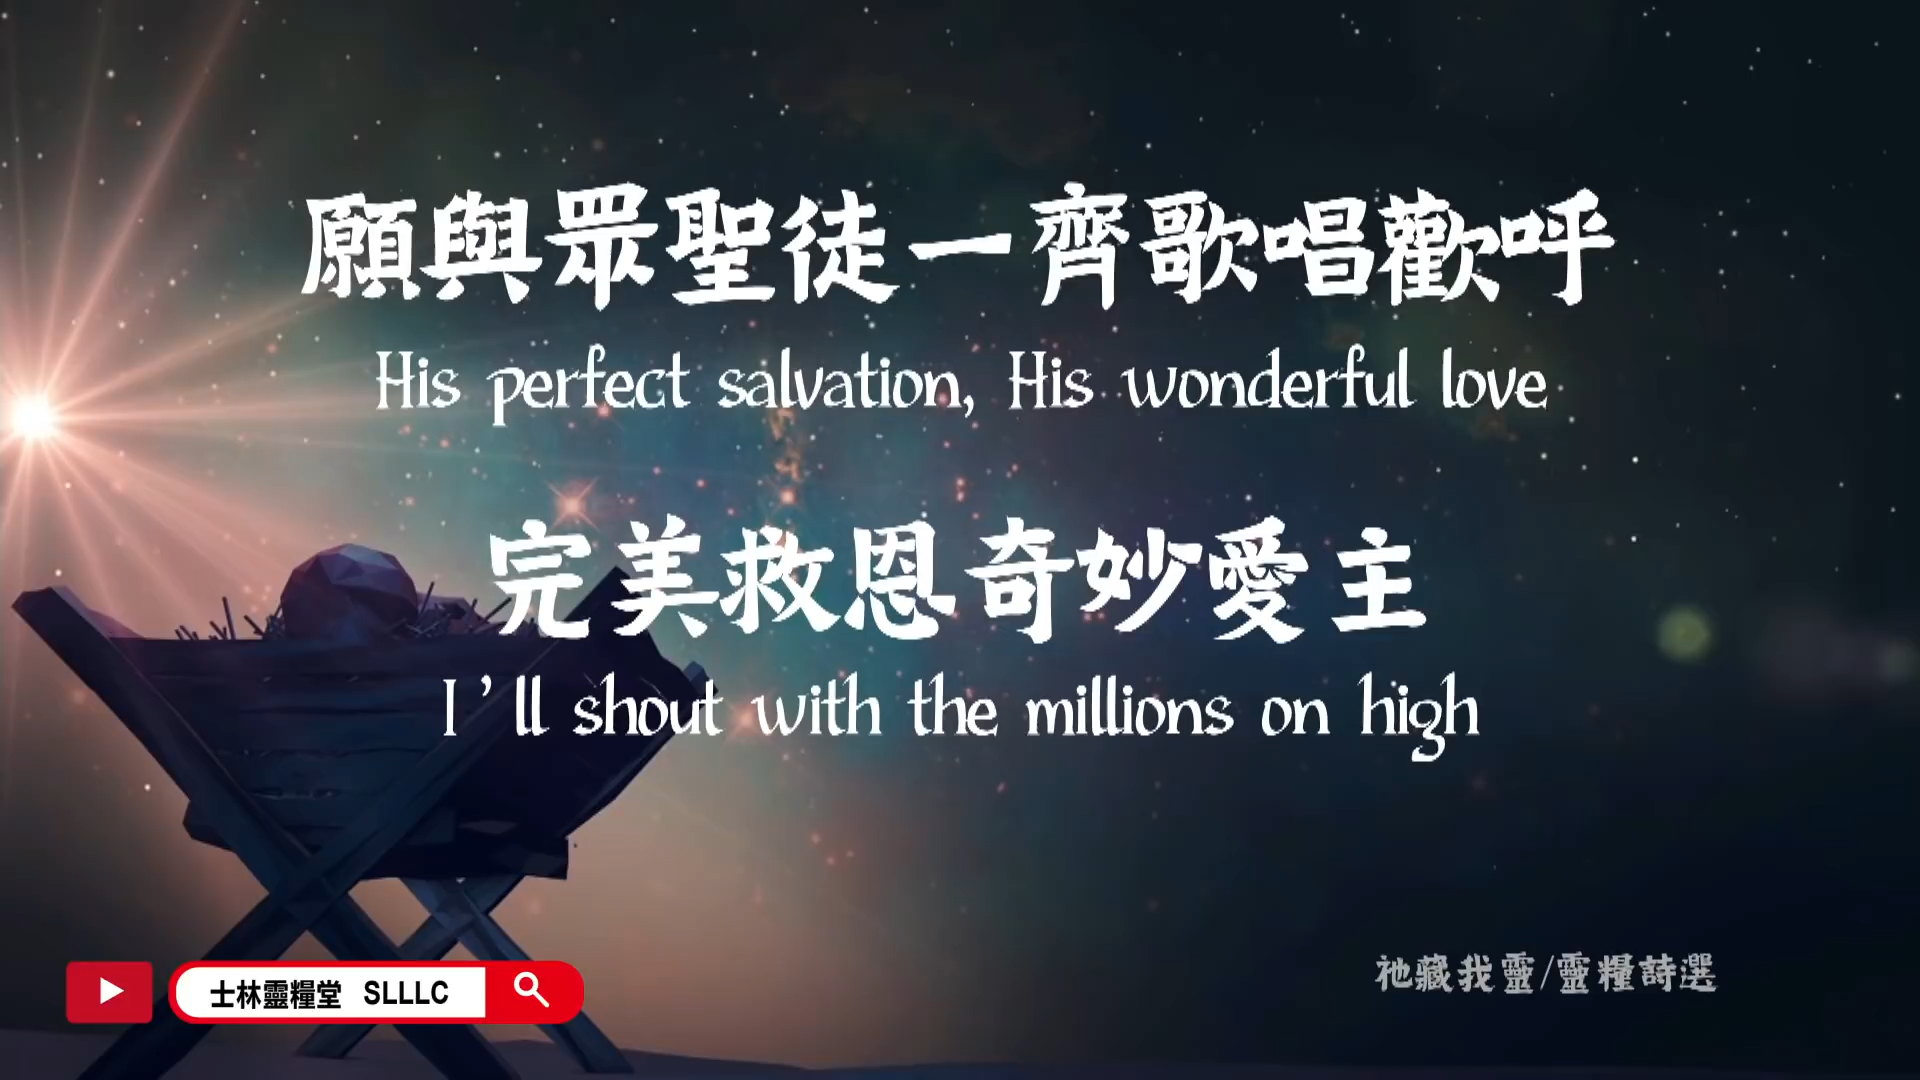 願與眾聖徒一齊歌唱歡呼
His perfect salvation, His wonderful love
完美救恩奇妙愛主
I'll shout with the millions on high
祂藏我靈/靈糧詩選
士林靈糧堂 SLLLC